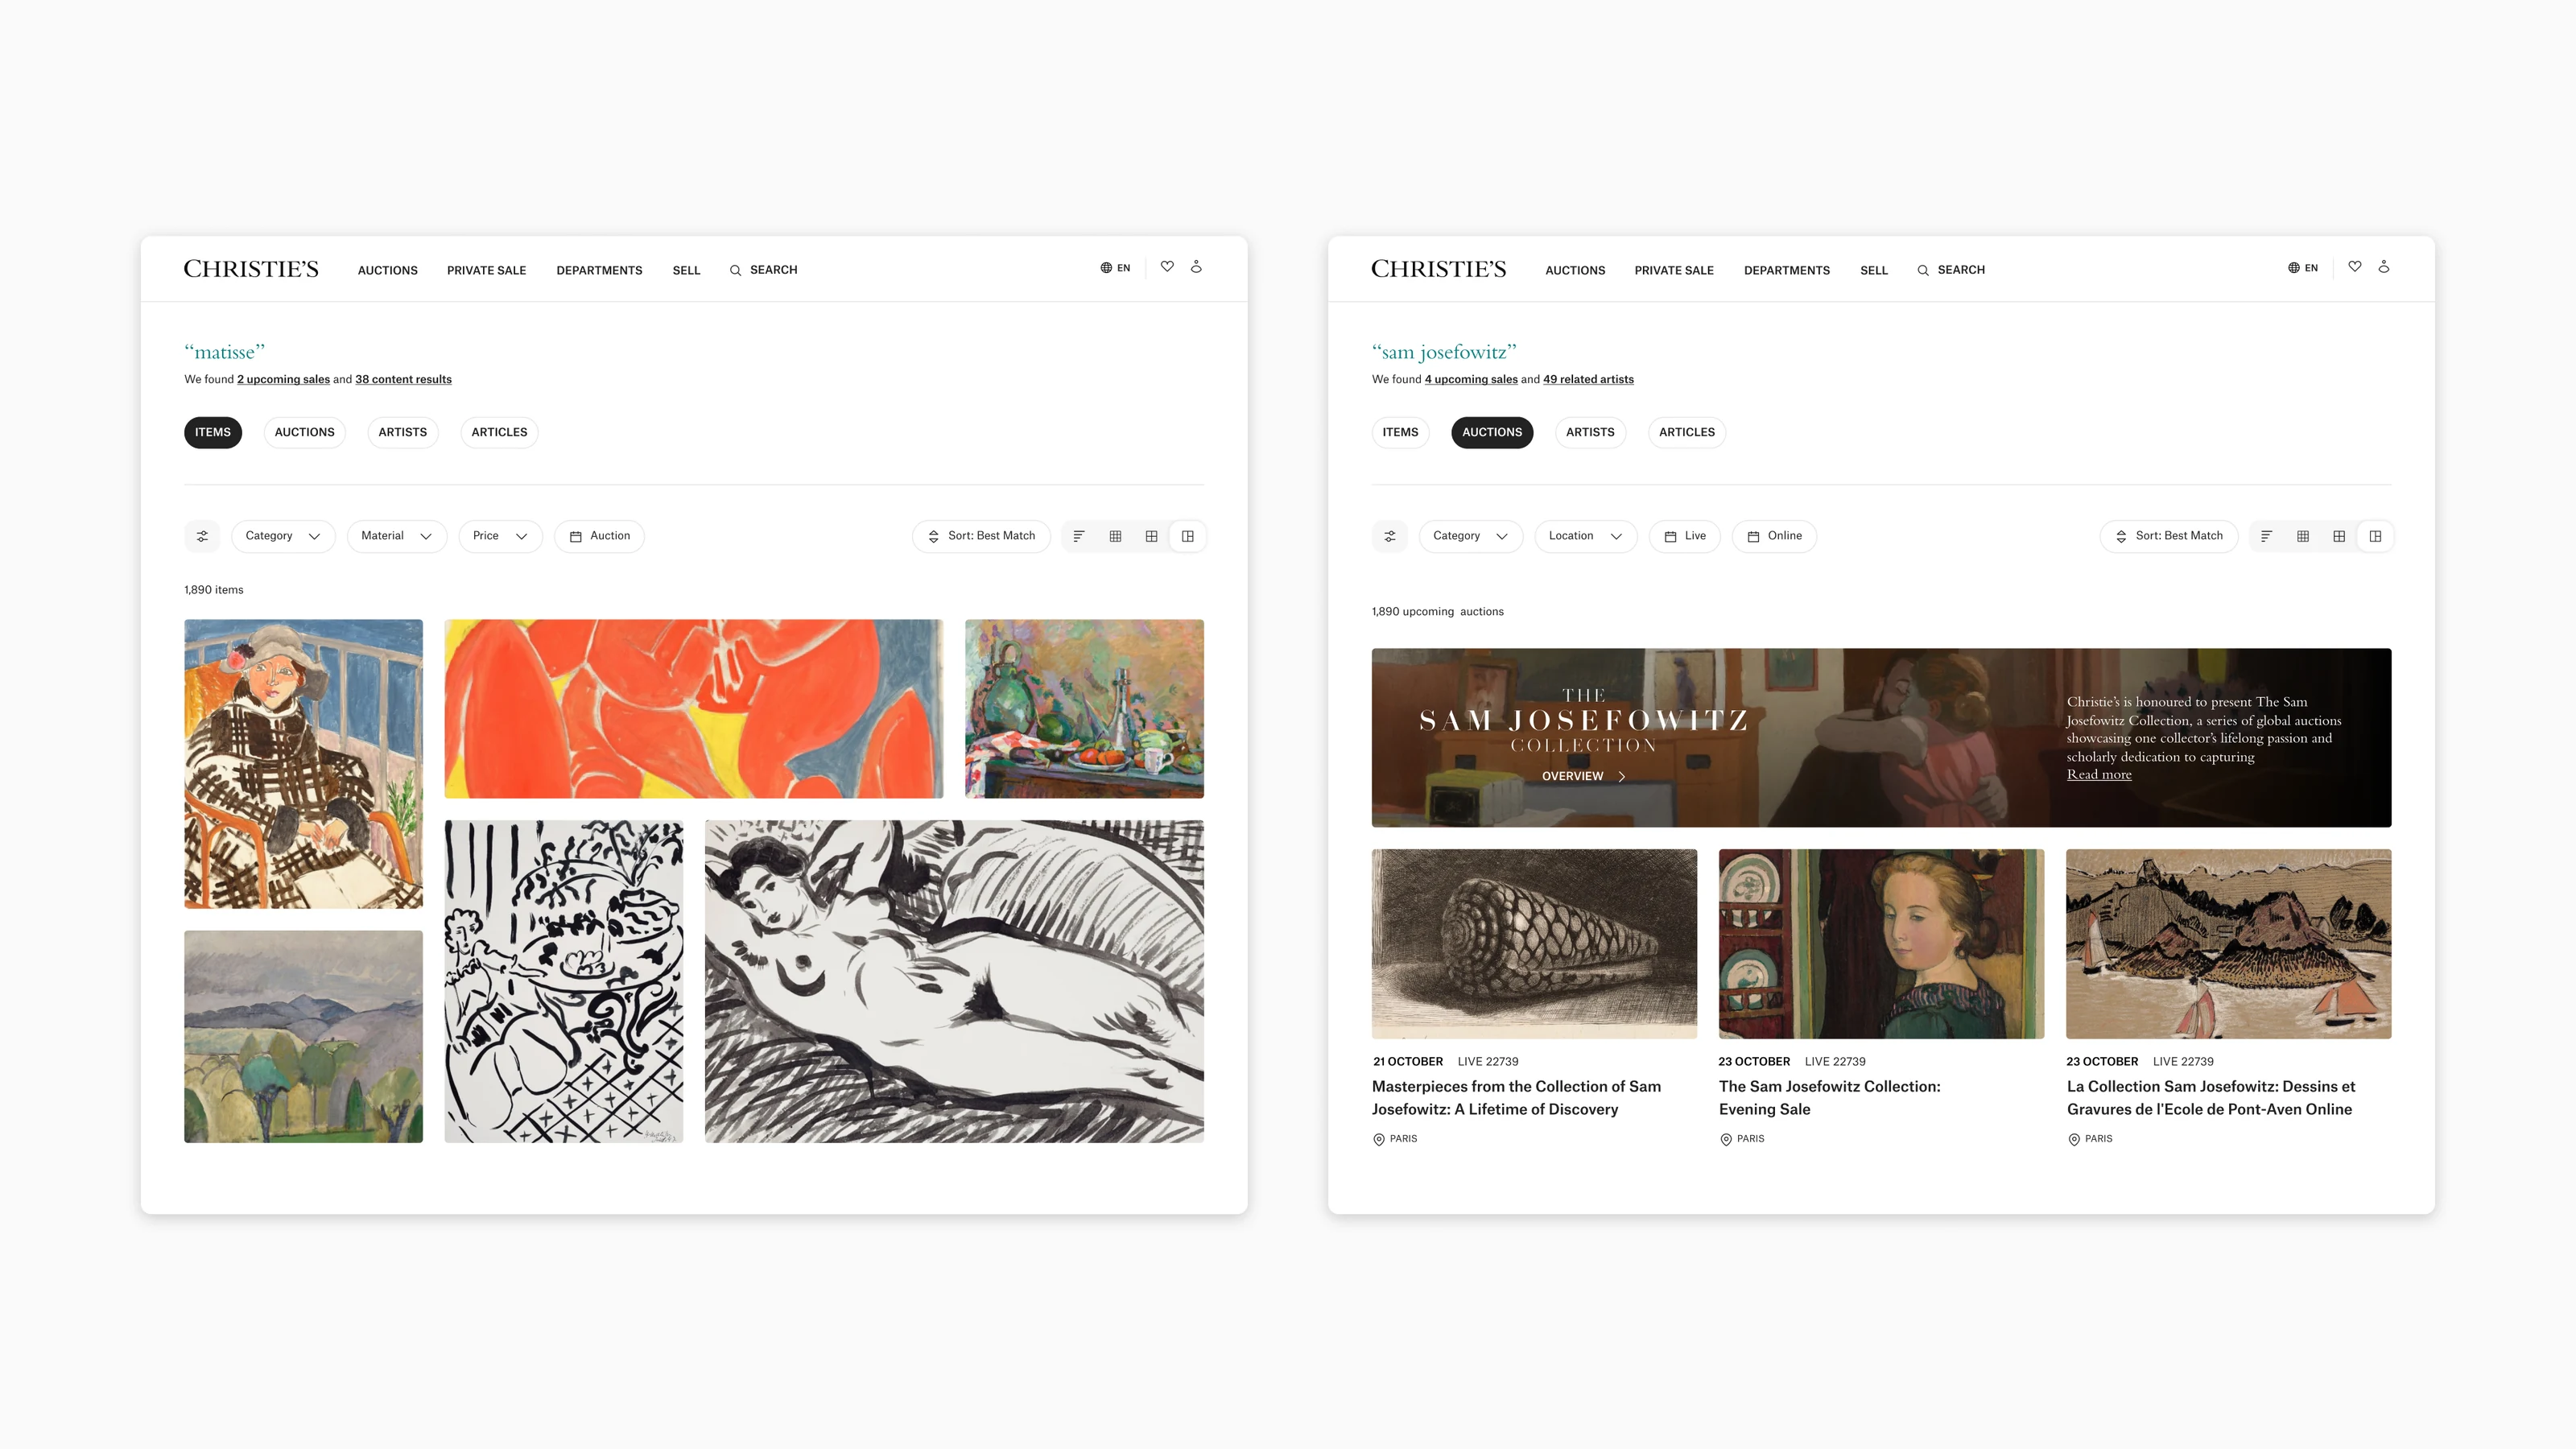 CHRISTIE'S AUCTIONS PRIVATE SALE DEPARTMENTS SELL SEARCH EN
“matisse”
We found 2 upcoming sales and 38 content results
ITEMS AUCTIONS ARTISTS ARTICLES
Category Material Price Auction Sort: Best Match
1,890 items
CHRISTIE'S AUCTIONS PRIVATE SALE DEPARTMENTS SELL SEARCH EN
“sam josefowitz”
We found 4 upcoming sales and 49 related artists
ITEMS AUCTIONS ARTISTS ARTICLES
Category Location Live Online Sort: Best Match
1,890 upcoming auctions
THE
SAM JOSEFOWITZ
COLLECTION
OVERVIEW
Christie’s is honoured to present The Sam
Josefowitz Collection, a series of global auctions
showcasing one collector’s lifelong passion and
scholarly dedication to capturing
Read more
21 OCTOBER LIVE 22739
Masterpieces from the Collection of Sam
Josefowitz: A Lifetime of Discovery
PARIS
23 OCTOBER LIVE 22739
The Sam Josefowitz Collection:
Evening Sale
PARIS
23 OCTOBER LIVE 22739
La Collection Sam Josefowitz: Dessins et
Gravures de l'Ecole de Pont-Aven Online
PARIS